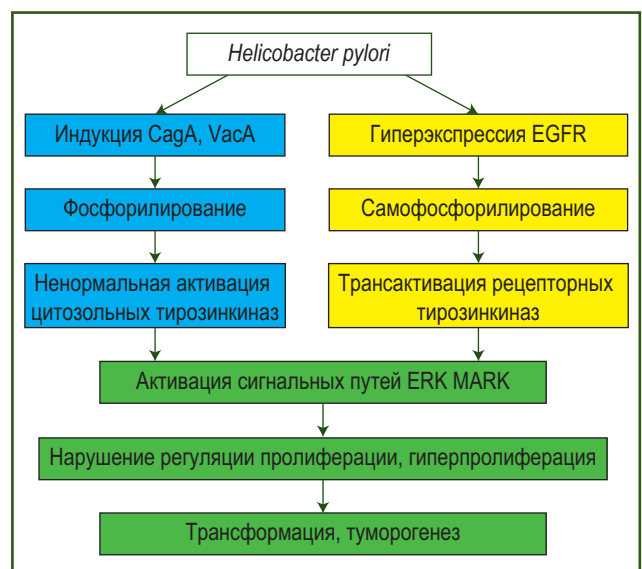 Helicobacter pylori
Индукция CagA, VacA
Гиперэкспрессия EGFR
Фосфорилирование
Самофосфорилирование
Ненормальная активация
цитозольных тирозинкиназ
Трансактивация рецепторных
тирозинкиназ
Активация сигнальных путей ERK MARK
Нарушение регуляции пролиферации, гиперпролиферация
Трансформация, туморогенез